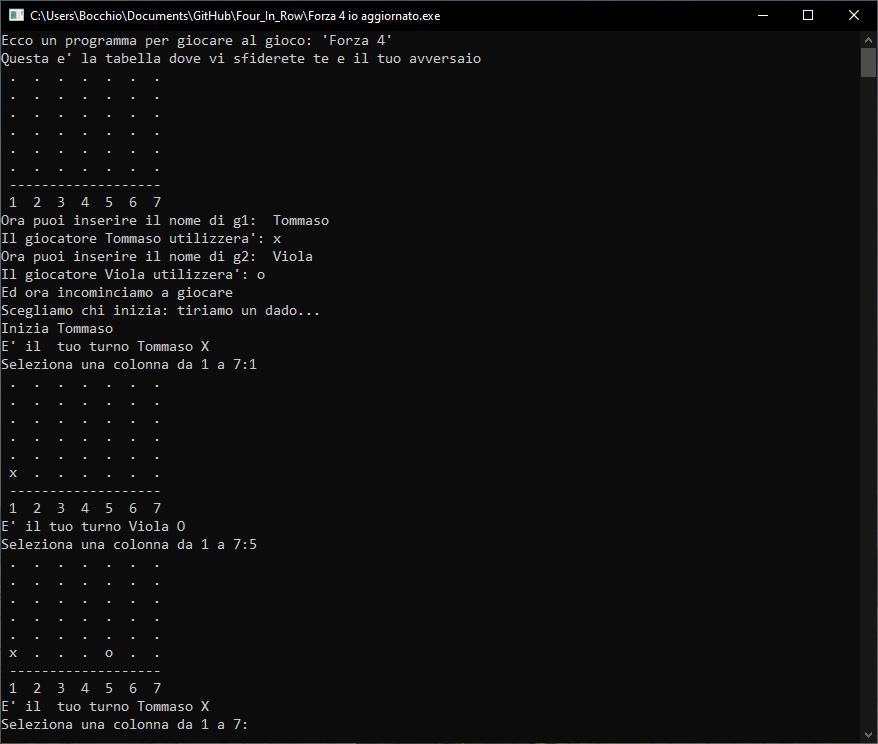 C:\Users\Bocchio\Documents\GitHub\Four_In_Row\Forza 4 io aggiornato.exe
Ecco un programma per giocare al gioco: 'Forza 4'
Questa e' la tabella dove vi sfiderete te e il tuo avversaio
.  .  .  .  .  .  .
.  .  .  .  .  .  .
.  .  .  .  .  .  .
.  .  .  .  .  .  .
.  .  .  .  .  .  .
.  .  .  .  .  .  .
-------------------
1  2  3  4  5  6  7
Ora puoi inserire il nome di g1:  Tommaso
Il giocatore Tommaso utilizzera': x
Ora puoi inserire il nome di g2:  Viola
Il giocatore Viola utilizzera': o
Ed ora incominciamo a giocare
Scegliamo chi inizia: tiriamo un dado...
Inizia Tommaso
E' il  tuo turno Tommaso X
Seleziona una colonna da 1 a 7:1
.  .  .  .  .  .  .
.  .  .  .  .  .  .
.  .  .  .  .  .  .
.  .  .  .  .  .  .
.  .  .  .  .  .  .
x  .  .  .  .  .  .
-------------------
1  2  3  4  5  6  7
E' il tuo turno Viola O
Seleziona una colonna da 1 a 7:5
.  .  .  .  .  .  .
.  .  .  .  .  .  .
.  .  .  .  .  .  .
.  .  .  .  .  .  .
.  .  .  .  .  .  .
x  .  .  .  o  .  .
-------------------
1  2  3  4  5  6  7
E' il  tuo turno Tommaso X
Seleziona una colonna da 1 a 7: